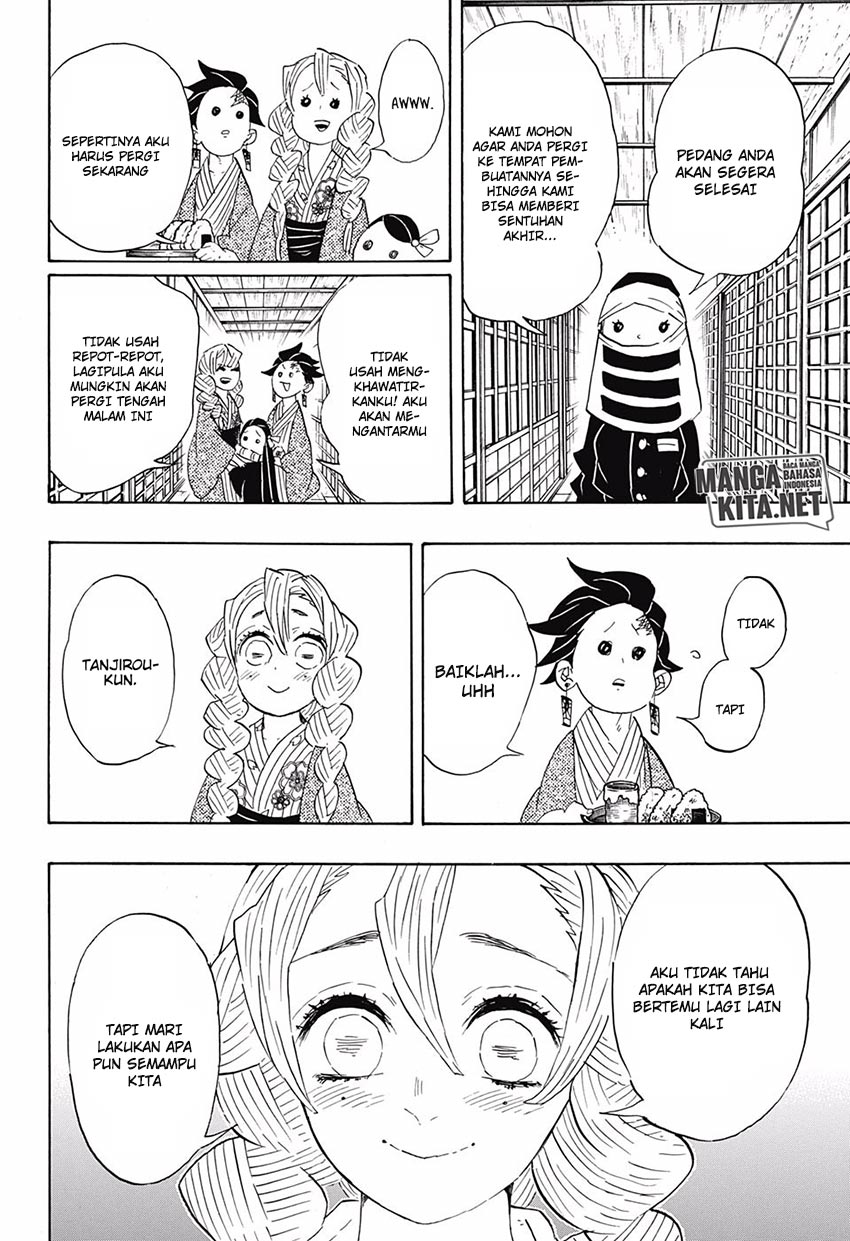 PEDANG ANDA
AKAN SEGERA
SELESAI
KAMI MOHON
AGAR ANDA PERGI
KE TEMPAT PEM-
BUATANNYA SE-
HINGGA KAMI
BISA MEMBERI
SENTUHAN
AKHIR...
AWWW.
SEPERTINYA AKU
HARUS PERGI
SEKARANG
TIDAK
USAH MENG-
KHAWATIR-
KANKU! AKU
AKAN ME-
NGANTARMU
TIDAK USAH
REPOT-REPOT,
LAGIPULA AKU
MUNGKIN AKAN
PERGI TENGAH
MALAM INI
MANGA
KITA.NET
BACA MANGA
BAHASA
INDONESIA
TIDAK
TAPI
BAIKLAH...
UHH
TANJIROU-
KUN.
AKU TIDAK TAHU
APAKAH KITA BISA
BERTEMU LAGI LAIN
KALI
TAPI MARI
LAKUKAN APA
PUN SEMAMPU
KITA